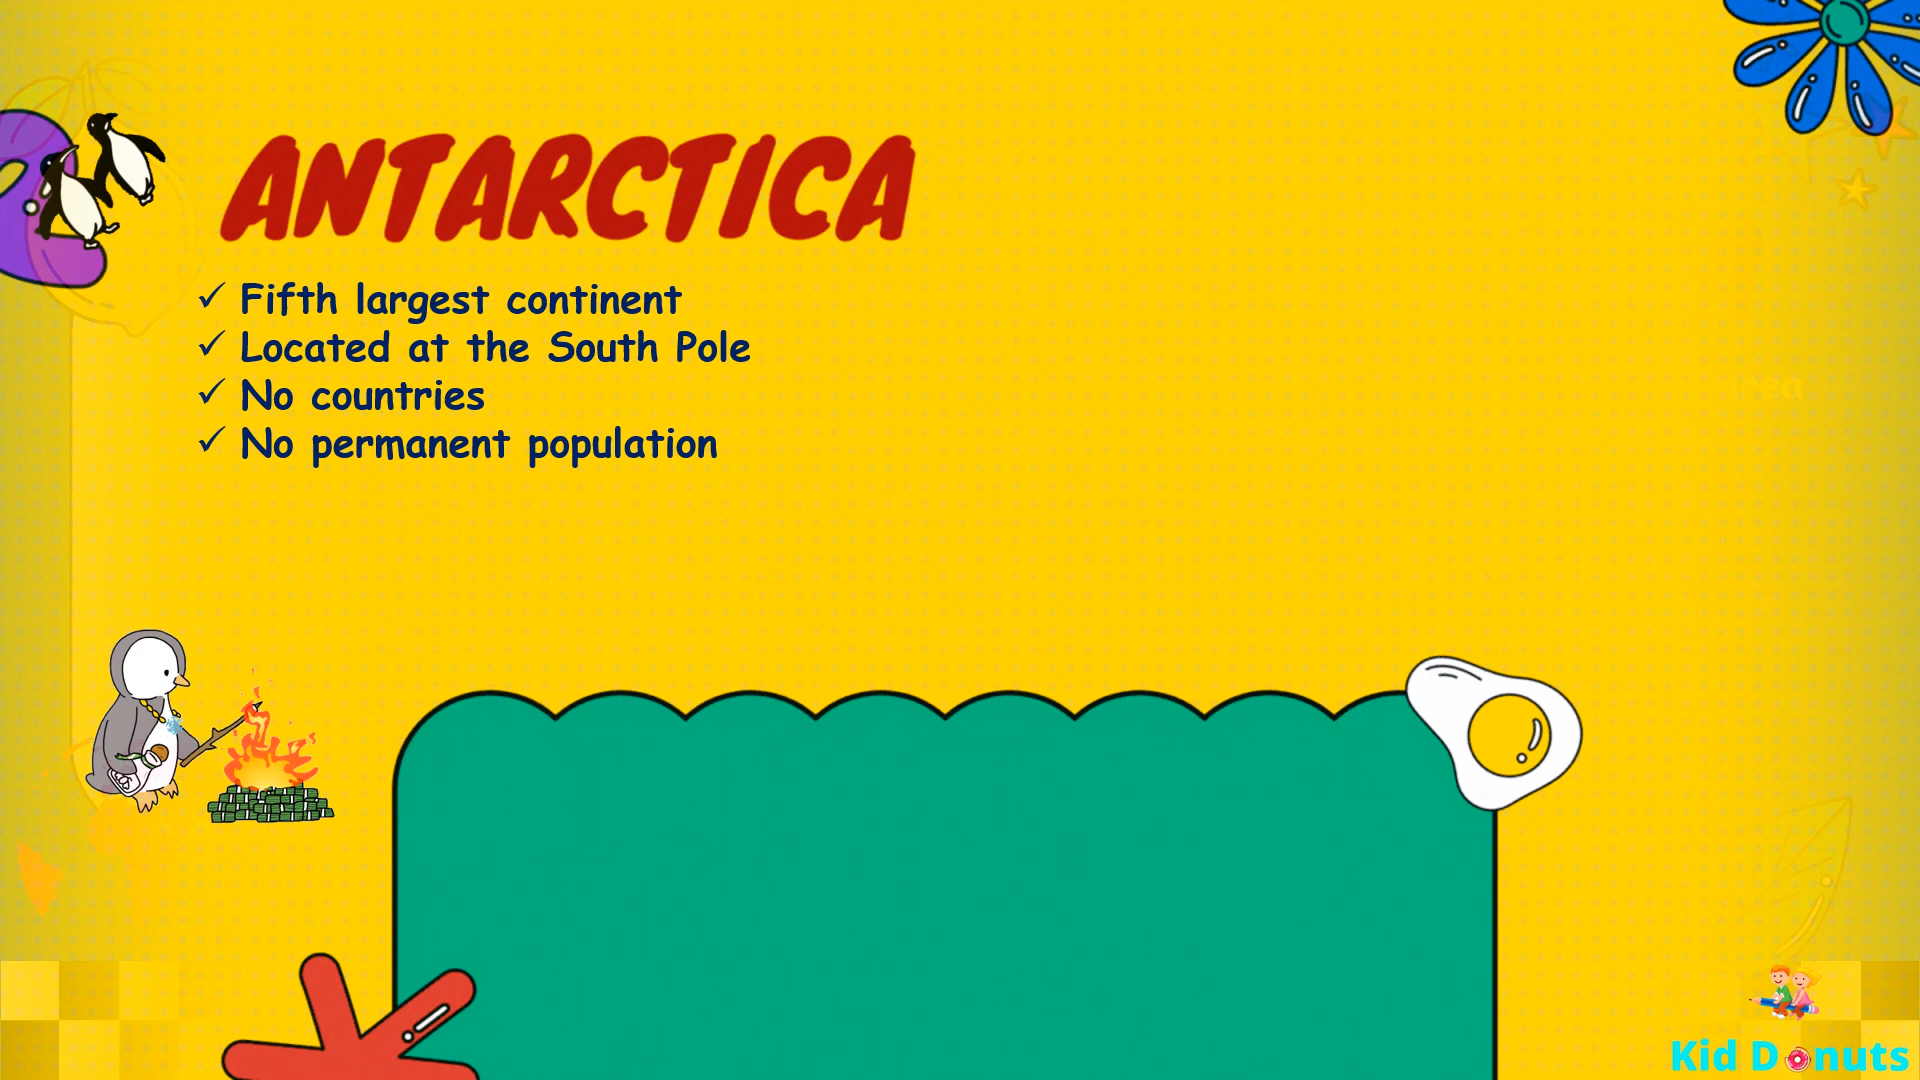 ANTARCTICA
✓ Fifth largest continent
✓ Located at the South Pole
✓ No countries
✓ No permanent population
Kid Donuts